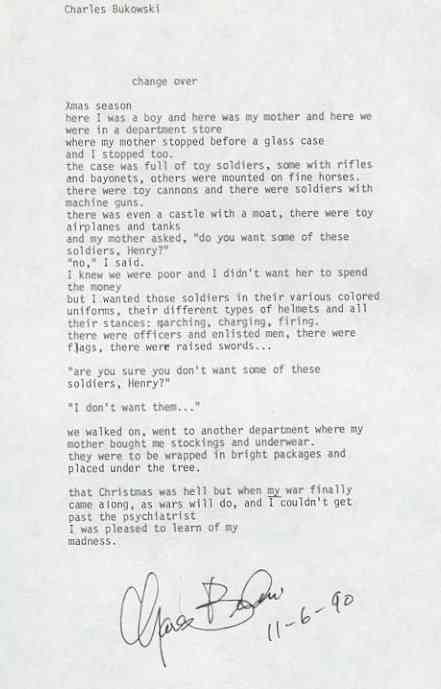 Charles Bukowski
change over
Xmas season
here I was a boy and here was my mother and here we
were in a department store
where my mother stopped before a glass case
and I stopped too.
the case was full of toy soldiers, some with rifles
and bayonets, others were mounted on fine horses.
there were toy cannons and there were soldiers with
machine guns.
there was even a castle with a moat, there were toy
airplanes and tanks
and my mother asked, "do you want some of these
soldiers, Henry?"
"no," I said.
I knew we were poor and I didn't want her to spend
the money
but I wanted those soldiers in their various colored
uniforms, their different types of helmets and all
their stances: marching, charging, firing.
there were officers and enlisted men, there were
flags, there were raised swords...
"are you sure you don't want some of these
soldiers, Henry?"
"I don't want them..."
we walked on, went to another department where my
mother bought me stockings and underwear.
they were to be wrapped in bright packages and
placed under the tree.
that Christmas was hell but when my war finally
came along, as wars will do, and I couldn't get
past the psychiatrist
I was pleased to learn of my
madness.
Charles Bukowski
11-6-90